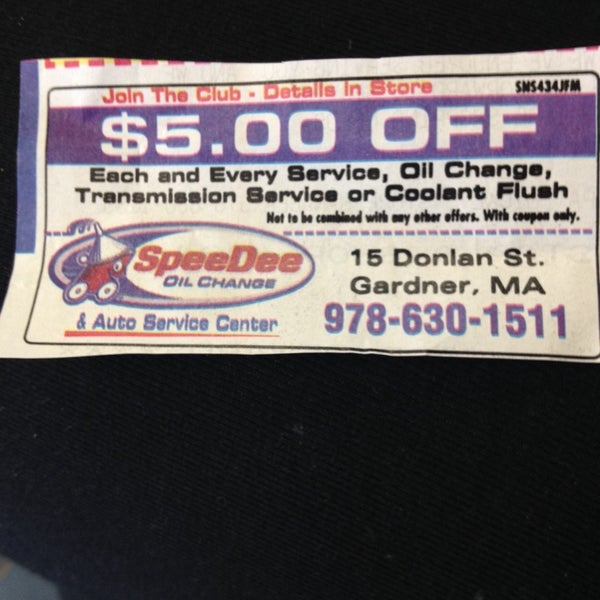 Join The Club - Details in Store
SMS434JFM
$5.00 OFF
Each and Every Service, Oil Change,
Transmission Service or Coolant Flush
Not to be combined with any other offers. With coupon only.
SpeeDee
OIL CHANGE
& Auto Service Center
15 Donlan St.
Gardner, MA
978-630-1511